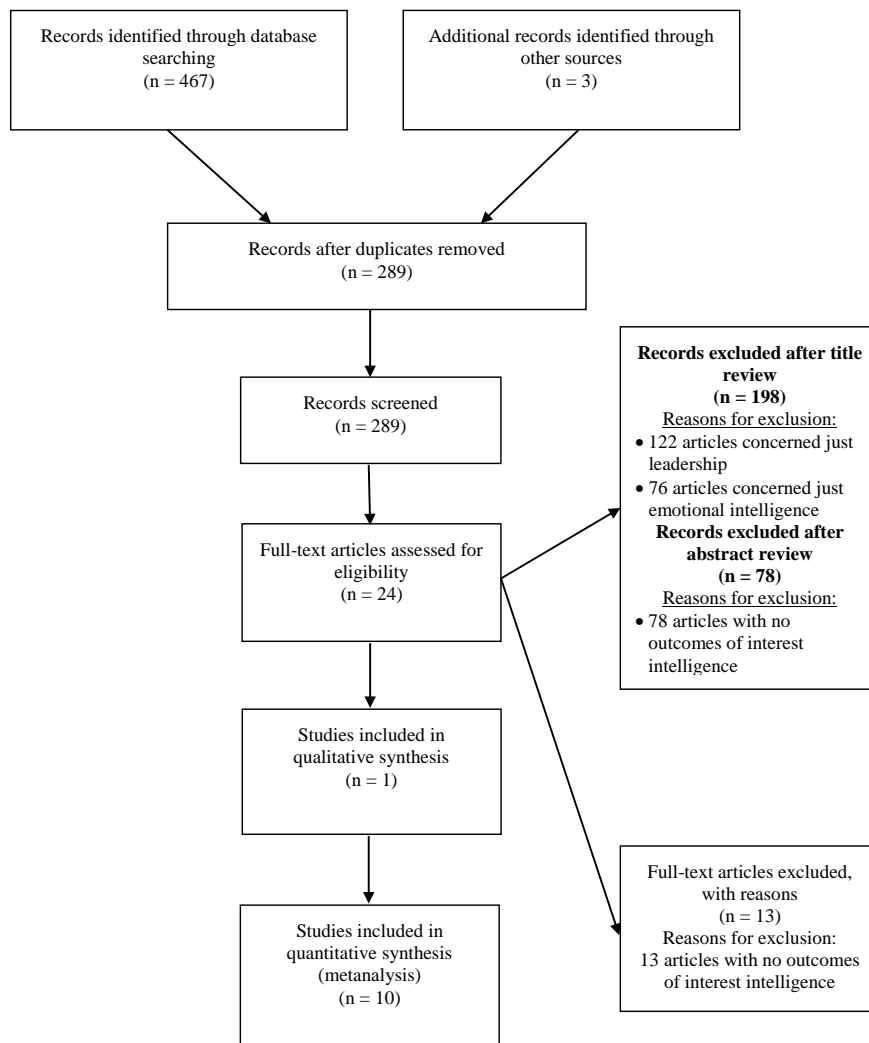 Records identified through database
searching
(n = 467)
Additional records identified through
other sources
(n = 3)
Records after duplicates removed
(n = 289)
Records screened
(n = 289)
Records excluded after title
review
(n = 198)
Reasons for exclusion:
• 122 articles concerned just
leadership
• 76 articles concerned just
emotional intelligence
Records excluded after
abstract review
(n = 78)
Reasons for exclusion:
• 78 articles with no
outcomes of interest
intelligence
Full-text articles assessed for
eligibility
(n = 24)
Studies included in
qualitative synthesis
(n = 1)
Full-text articles excluded,
with reasons
(n = 13)
Reasons for exclusion:
13 articles with no outcomes
of interest intelligence
Studies included in
quantitative synthesis
(metanalysis)
(n = 10)